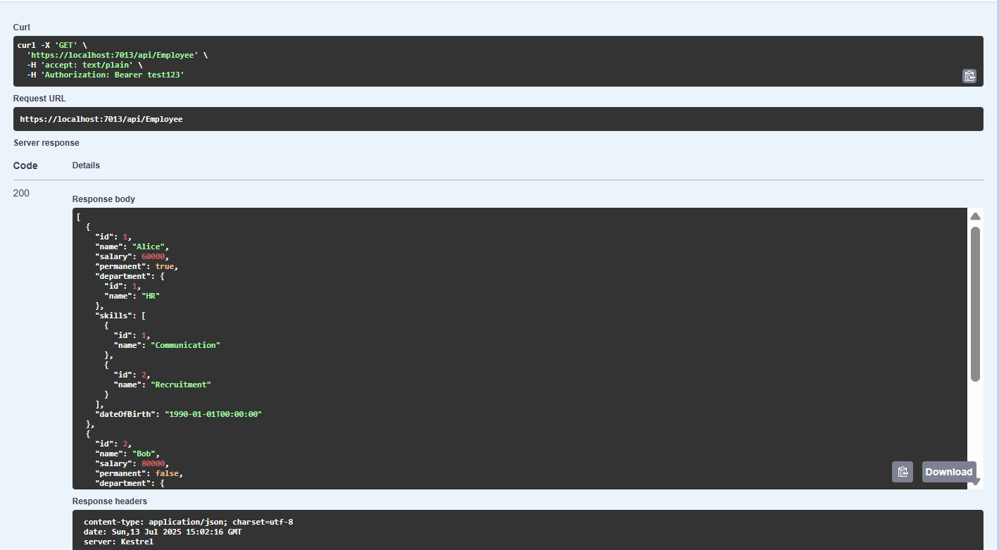 Curl
curl -X 'GET' \
  'https://localhost:7013/api/Employee' \
  -H 'accept: text/plain' \
  -H 'Authorization: Bearer test123'
Request URL
https://localhost:7013/api/Employee
Server response
Code Details
200
Response body
[
  {
    "id": 1,
    "name": "Alice",
    "salary": 60000,
    "permanent": true,
    "department": {
      "id": 1,
      "name": "HR"
    },
    "skills": [
      {
        "id": 1,
        "name": "Communication"
      },
      {
        "id": 2,
        "name": "Recruitment"
      }
    ],
    "dateOfBirth": "1990-01-01T00:00:00"
  },
  {
    "id": 2,
    "name": "Bob",
    "salary": 80000,
    "permanent": false,
    "department": {
Download
Response headers
content-type: application/json; charset=utf-8
date: Sun,13 Jul 2025 15:02:16 GMT
server: Kestrel